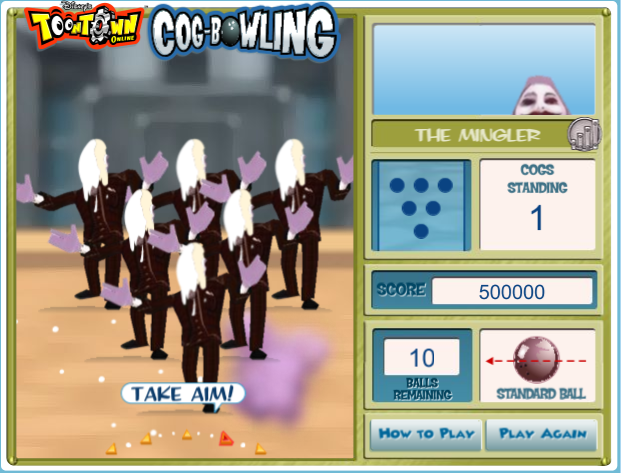 Disney's
TOONTOWN
ONLINE
COG-BOWLING
THE MINGLER
COGS
STANDING
1
SCORE
500000
10
BALLS
REMAINING
STANDARD BALL
TAKE AIM!
HOW TO PLAY
PLAY AGAIN